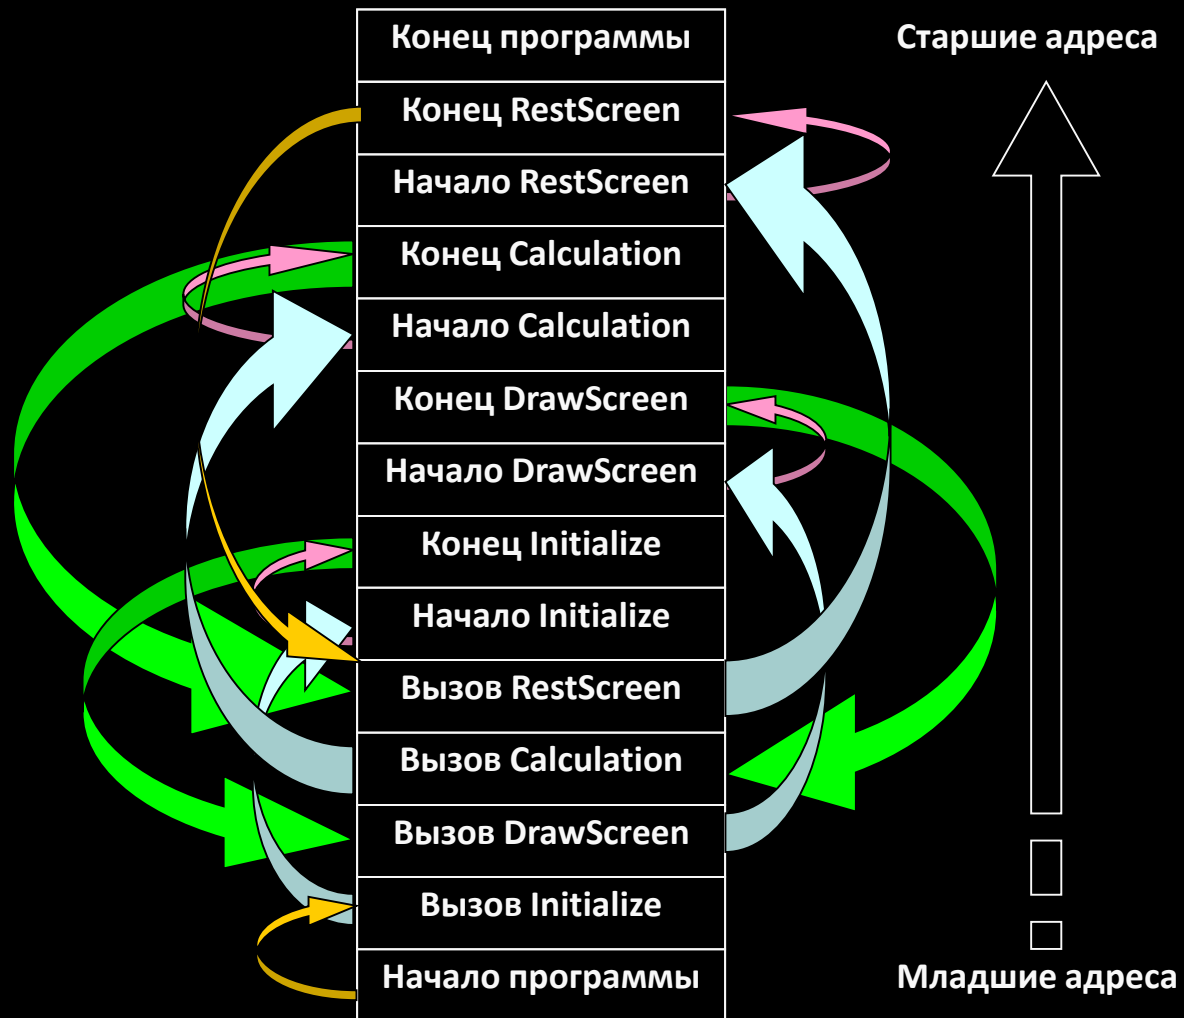 Конец программы
Старшие адреса
Конец RestScreen
Начало RestScreen
Конец Calculation
Начало Calculation
Конец DrawScreen
Начало DrawScreen
Конец Initialize
Начало Initialize
Вызов RestScreen
Вызов Calculation
Вызов DrawScreen
Вызов Initialize
Начало программы
Младшие адреса